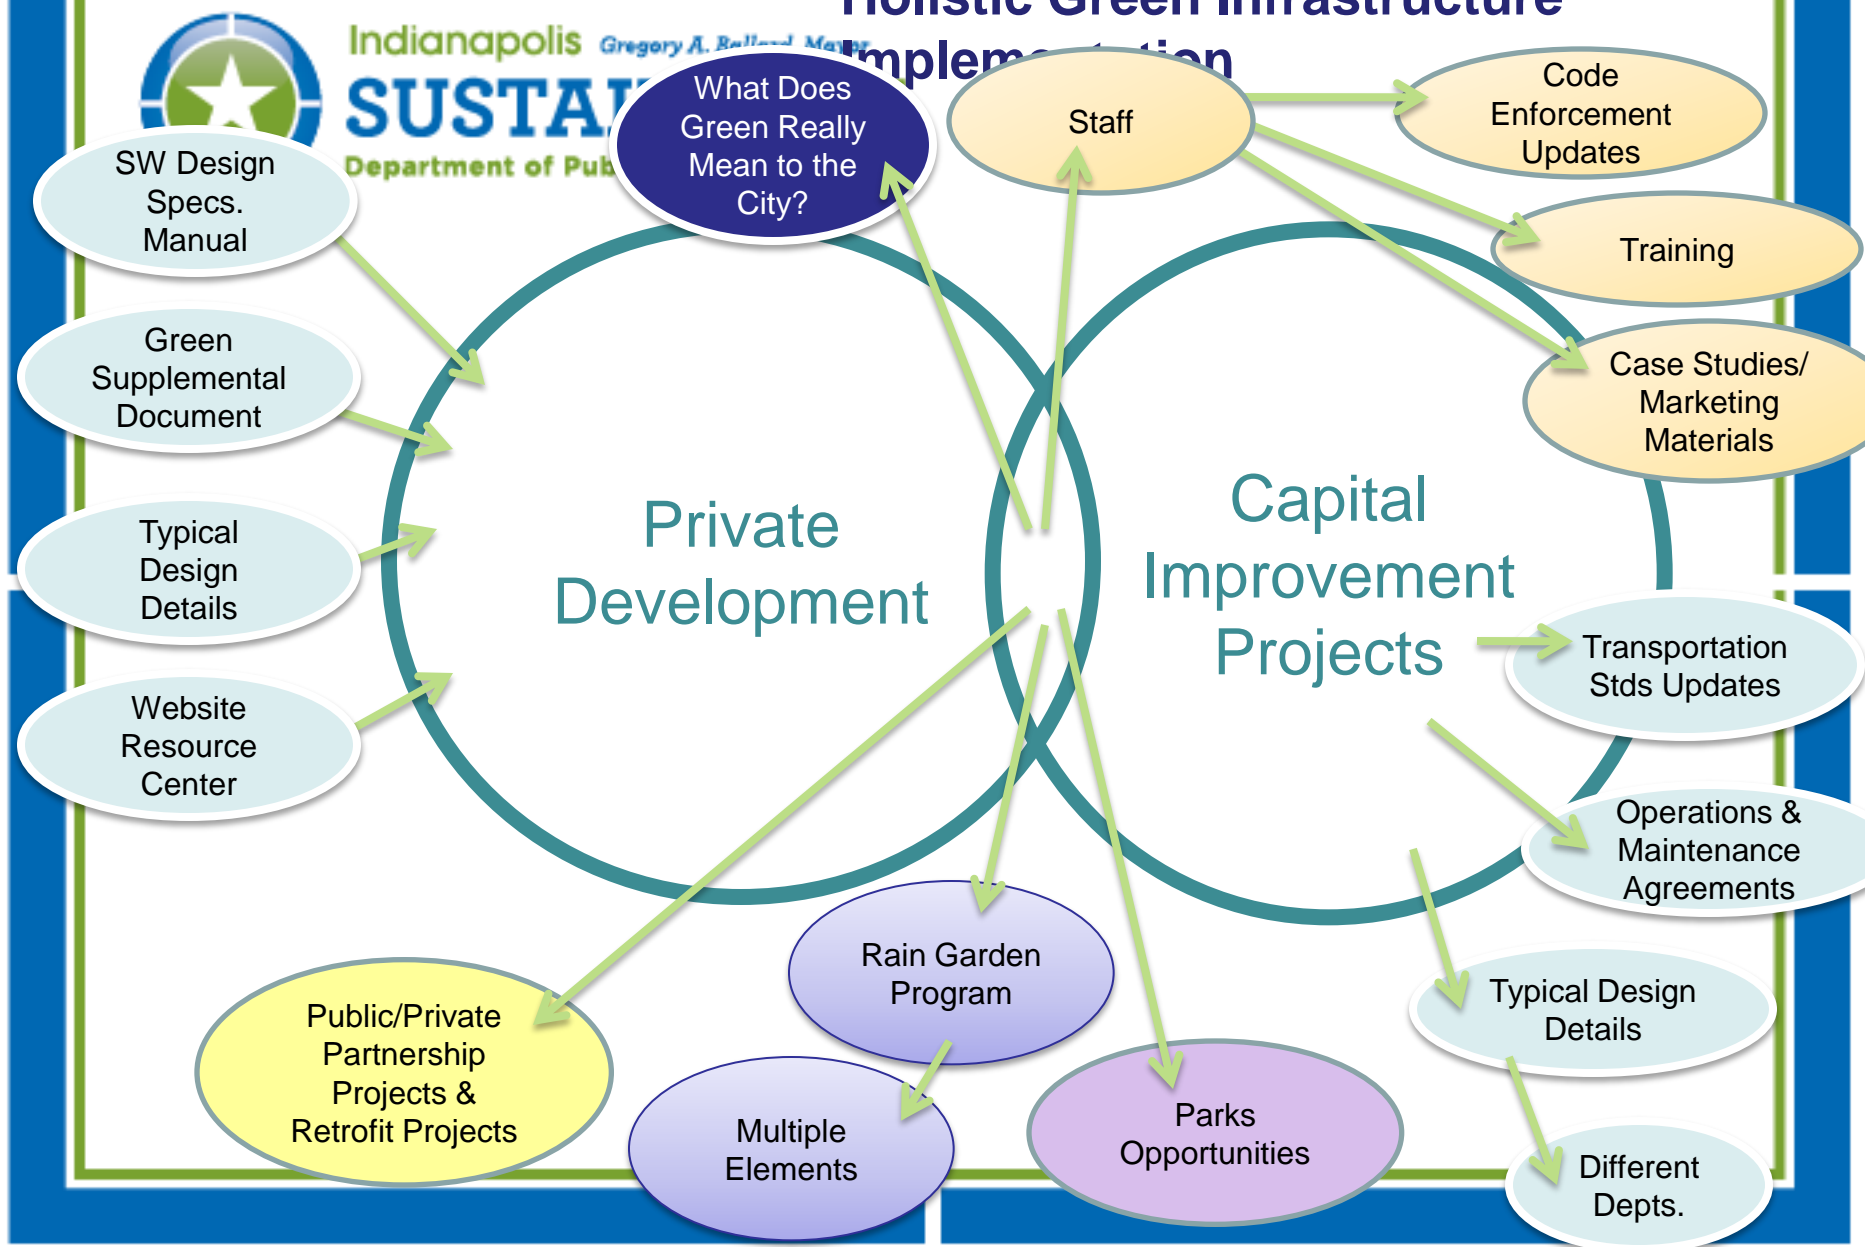 Holistic Green Infrastructure
Implementation
Indianapolis Gregory A. Ballard, Mayor
Department of
What Does
Green Really
Mean to the
City?
Staff
Code
Enforcement
Updates
Training
Case Studies/
Marketing
Materials
SW Design
Specs.
Manual
Green
Supplemental
Document
Typical
Design
Details
Website
Resource
Center
Private
Development
Capital
Improvement
Projects
Transportation
Stds Updates
Operations &
Maintenance
Agreements
Typical Design
Details
Different
Depts.
Rain Garden
Program
Multiple
Elements
Parks
Opportunities
Public/Private
Partnership
Projects &
Retrofit Projects